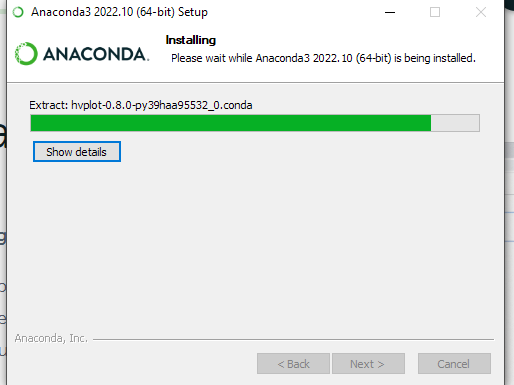 Anaconda3 2022.10 (64-bit) Setup
ANACONDA.
Installing
Please wait while Anaconda3 2022.10 (64-bit) is being installed.
Extract: hvplot-0.8.0-py39haa95532_0.conda
Show details
Anaconda, Inc.
< Back
Next >
Cancel